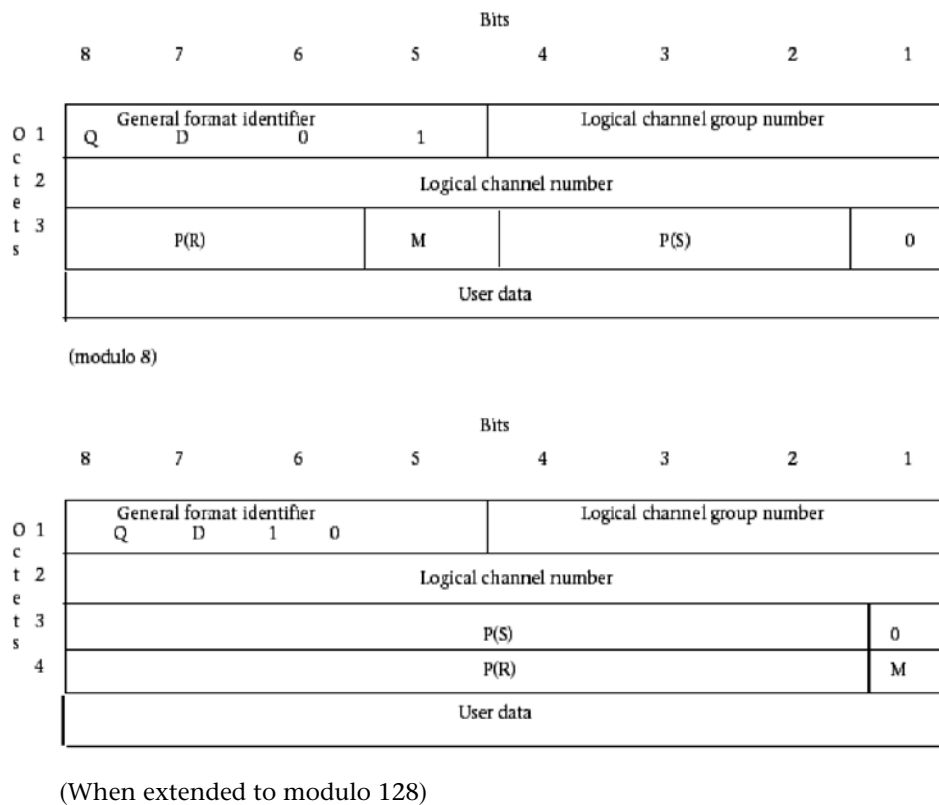 Bits
8 7 6 5 4 3 2 1
General format identifier Logical channel group number
O 1 Q D 0 1
c
t 2 Logical channel number
e
t 3 P(R) M P(S) 0
s
User data
(modulo 8)
Bits
8 7 6 5 4 3 2 1
General format identifier Logical channel group number
O 1 Q D 1 0
c
t 2 Logical channel number
e
t 3 P(S) 0
s
4 P(R) M
User data
(When extended to modulo 128)